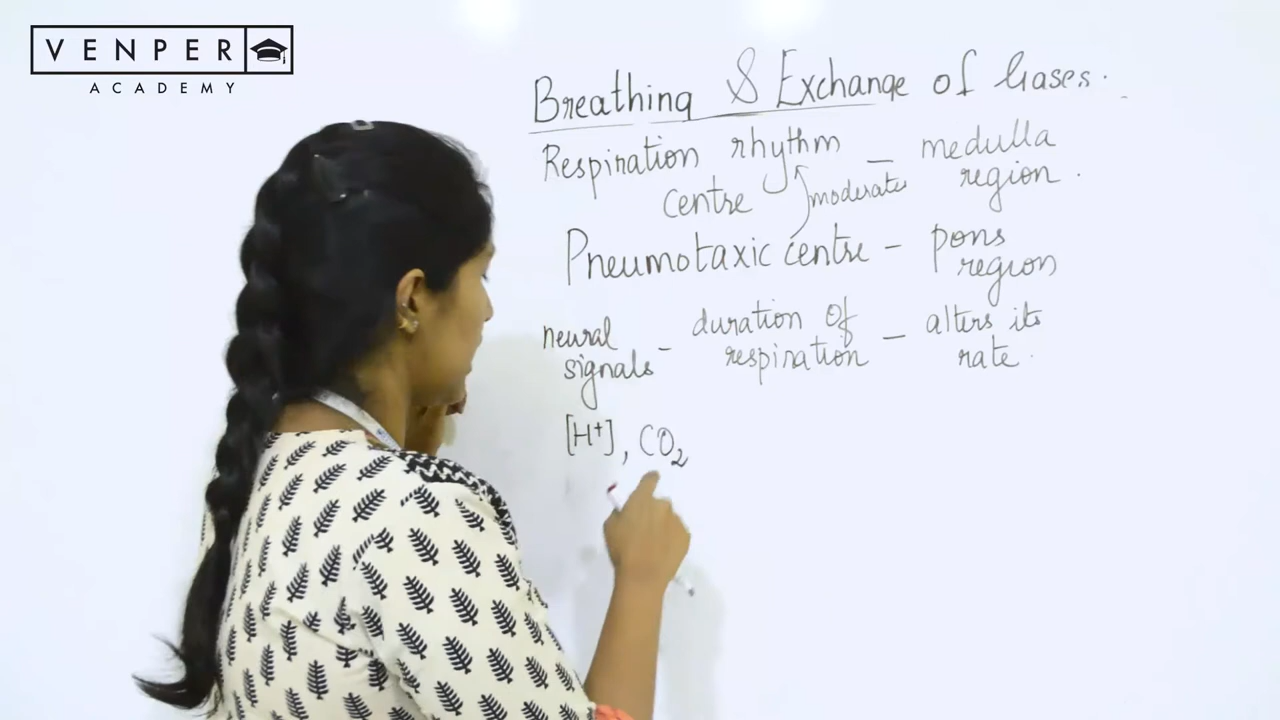 VENPER
ACADEMY
Breathing & Exchange of Gases.
Respiration rhythm – medulla
centre moderates region.
Pneumotaxic centre – pons
region
neural – duration of – alters its
signals respiration rate.
[H⁺], CO₂